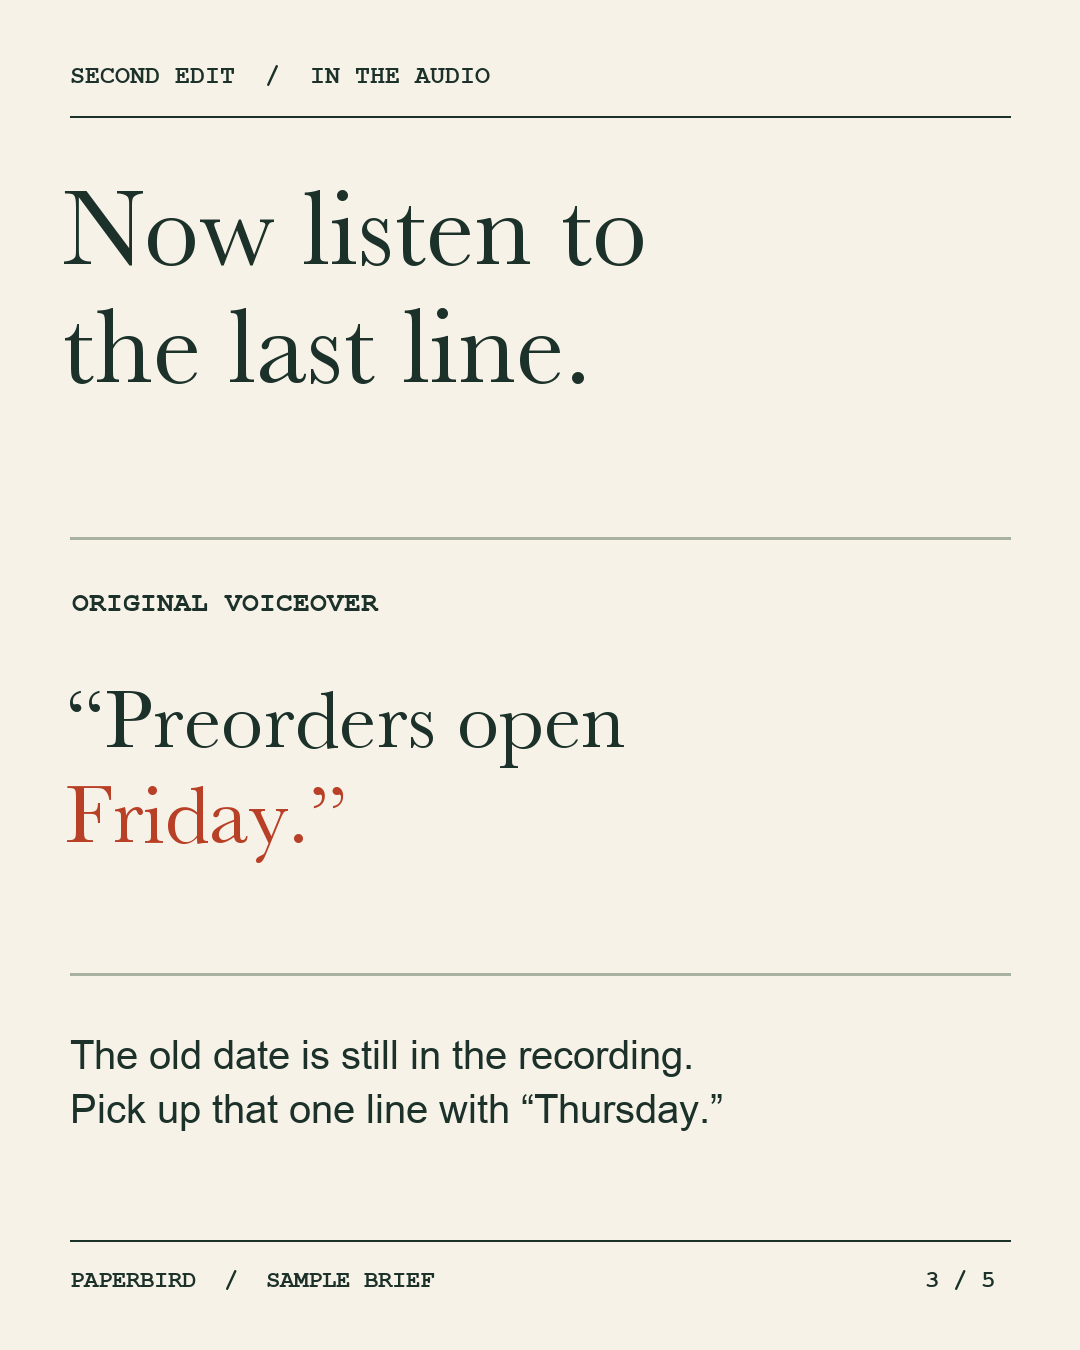 SECOND EDIT / IN THE AUDIO
Now listen to
the last line.
ORIGINAL VOICEOVER
“Preorders open
Friday.”
The old date is still in the recording.
Pick up that one line with “Thursday.”
PAPERBIRD / SAMPLE BRIEF
3 / 5